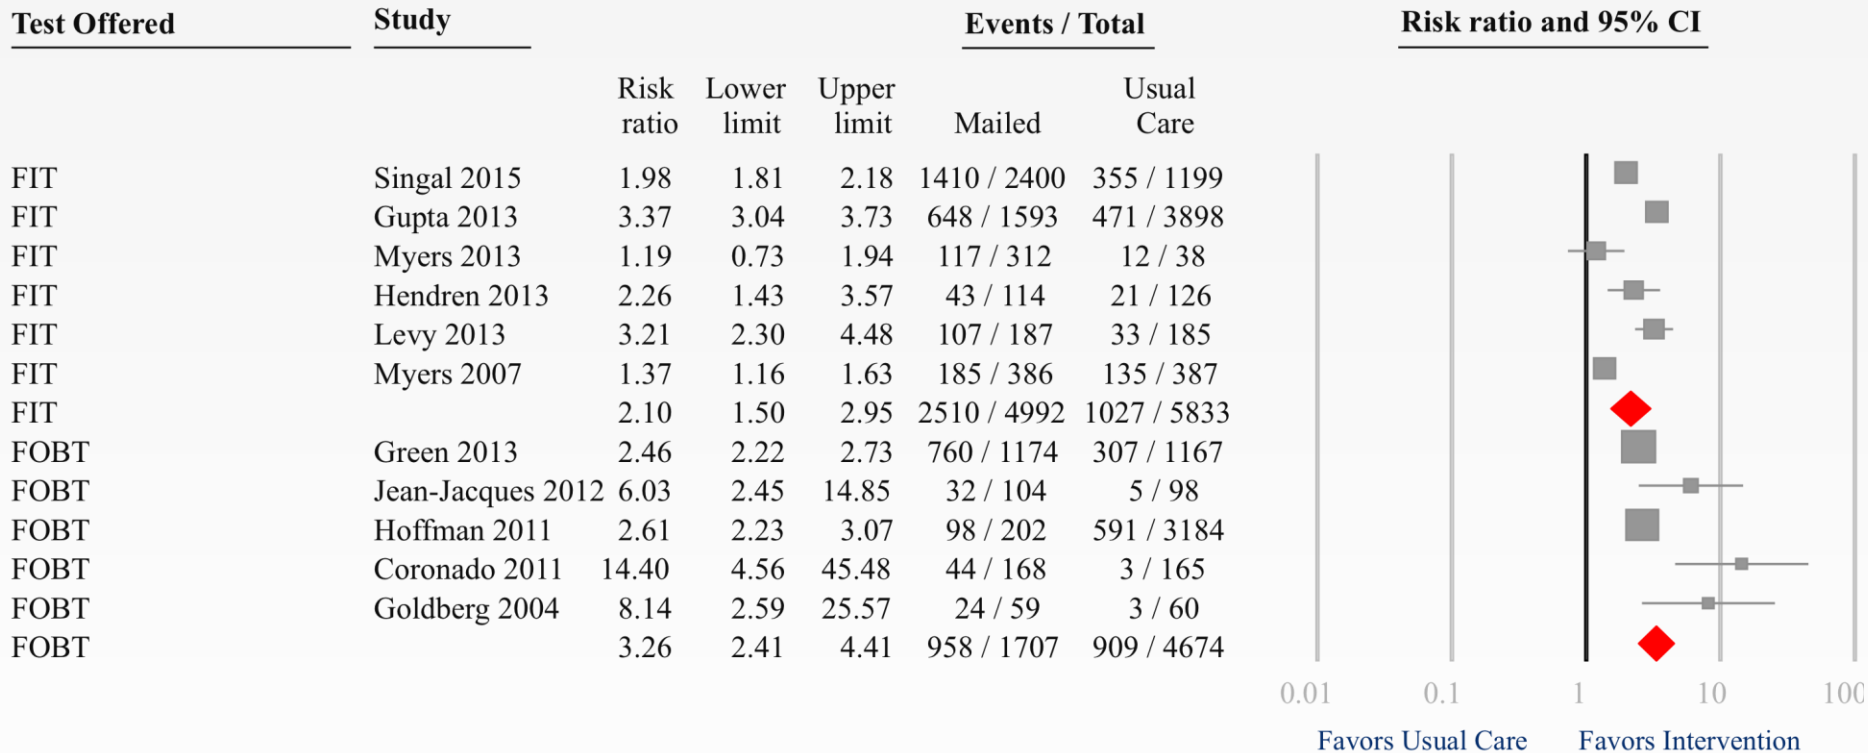 Test Offered Study Events / Total Risk ratio and 95% CI
Risk Lower Upper Usual
ratio limit limit Mailed Care
FIT Singal 2015 1.98 1.81 2.18 1410 / 2400 355 / 1199
FIT Gupta 2013 3.37 3.04 3.73 648 / 1593 471 / 3898
FIT Myers 2013 1.19 0.73 1.94 117 / 312 12 / 38
FIT Hendren 2013 2.26 1.43 3.57 43 / 114 21 / 126
FIT Levy 2013 3.21 2.30 4.48 107 / 187 33 / 185
FIT Myers 2007 1.37 1.16 1.63 185 / 386 135 / 387
FIT 2.10 1.50 2.95 2510 / 4992 1027 / 5833
FOBT Green 2013 2.46 2.22 2.73 760 / 1174 307 / 1167
FOBT Jean-Jacques 2012 6.03 2.45 14.85 32 / 104 5 / 98
FOBT Hoffman 2011 2.61 2.23 3.07 98 / 202 591 / 3184
FOBT Coronado 2011 14.40 4.56 45.48 44 / 168 3 / 165
FOBT Goldberg 2004 8.14 2.59 25.57 24 / 59 3 / 60
FOBT 3.26 2.41 4.41 958 / 1707 909 / 4674
0.01 0.1 1 10 100
Favors Usual Care Favors Intervention